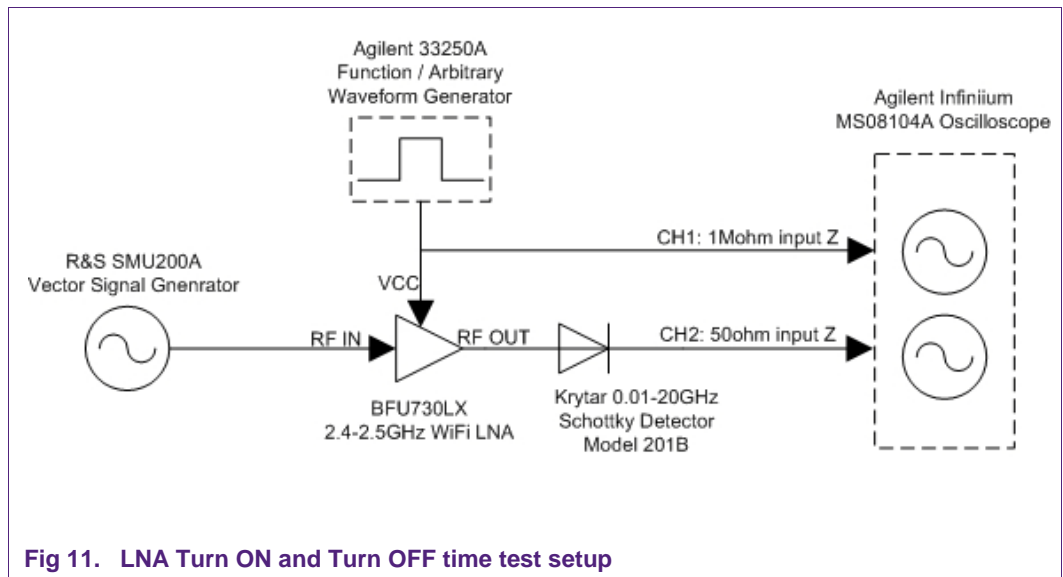 Agilent 33250A
Function / Arbitrary
Waveform Generator
Agilent Infiniium
MS08104A Oscilloscope
CH1: 1Mohm input Z
R&S SMU200A
Vector Signal Gnenrator
VCC
RF IN
RF OUT
CH2: 50ohm input Z
BFU730LX
2.4-2.5GHz WiFi LNA
Krytar 0.01-20GHz
Schottky Detector
Model 201B
Fig 11. LNA Turn ON and Turn OFF time test setup